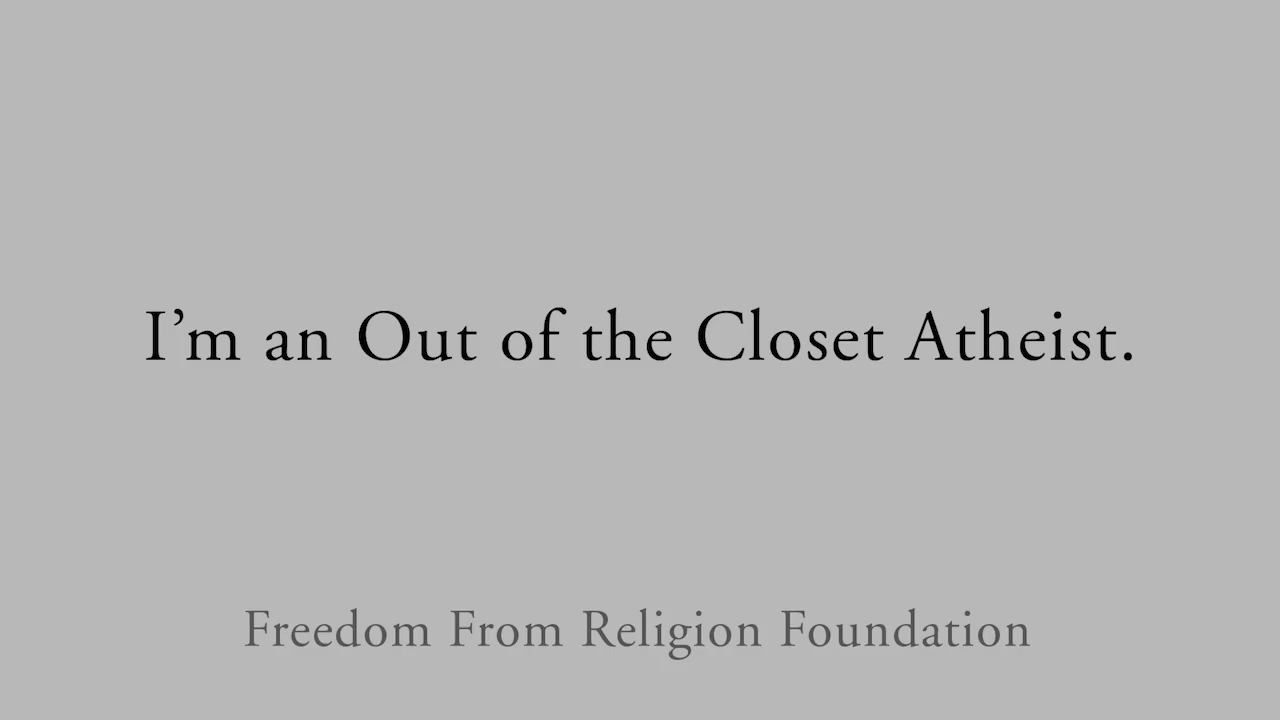 I’m an Out of the Closet Atheist.
Freedom From Religion Foundation